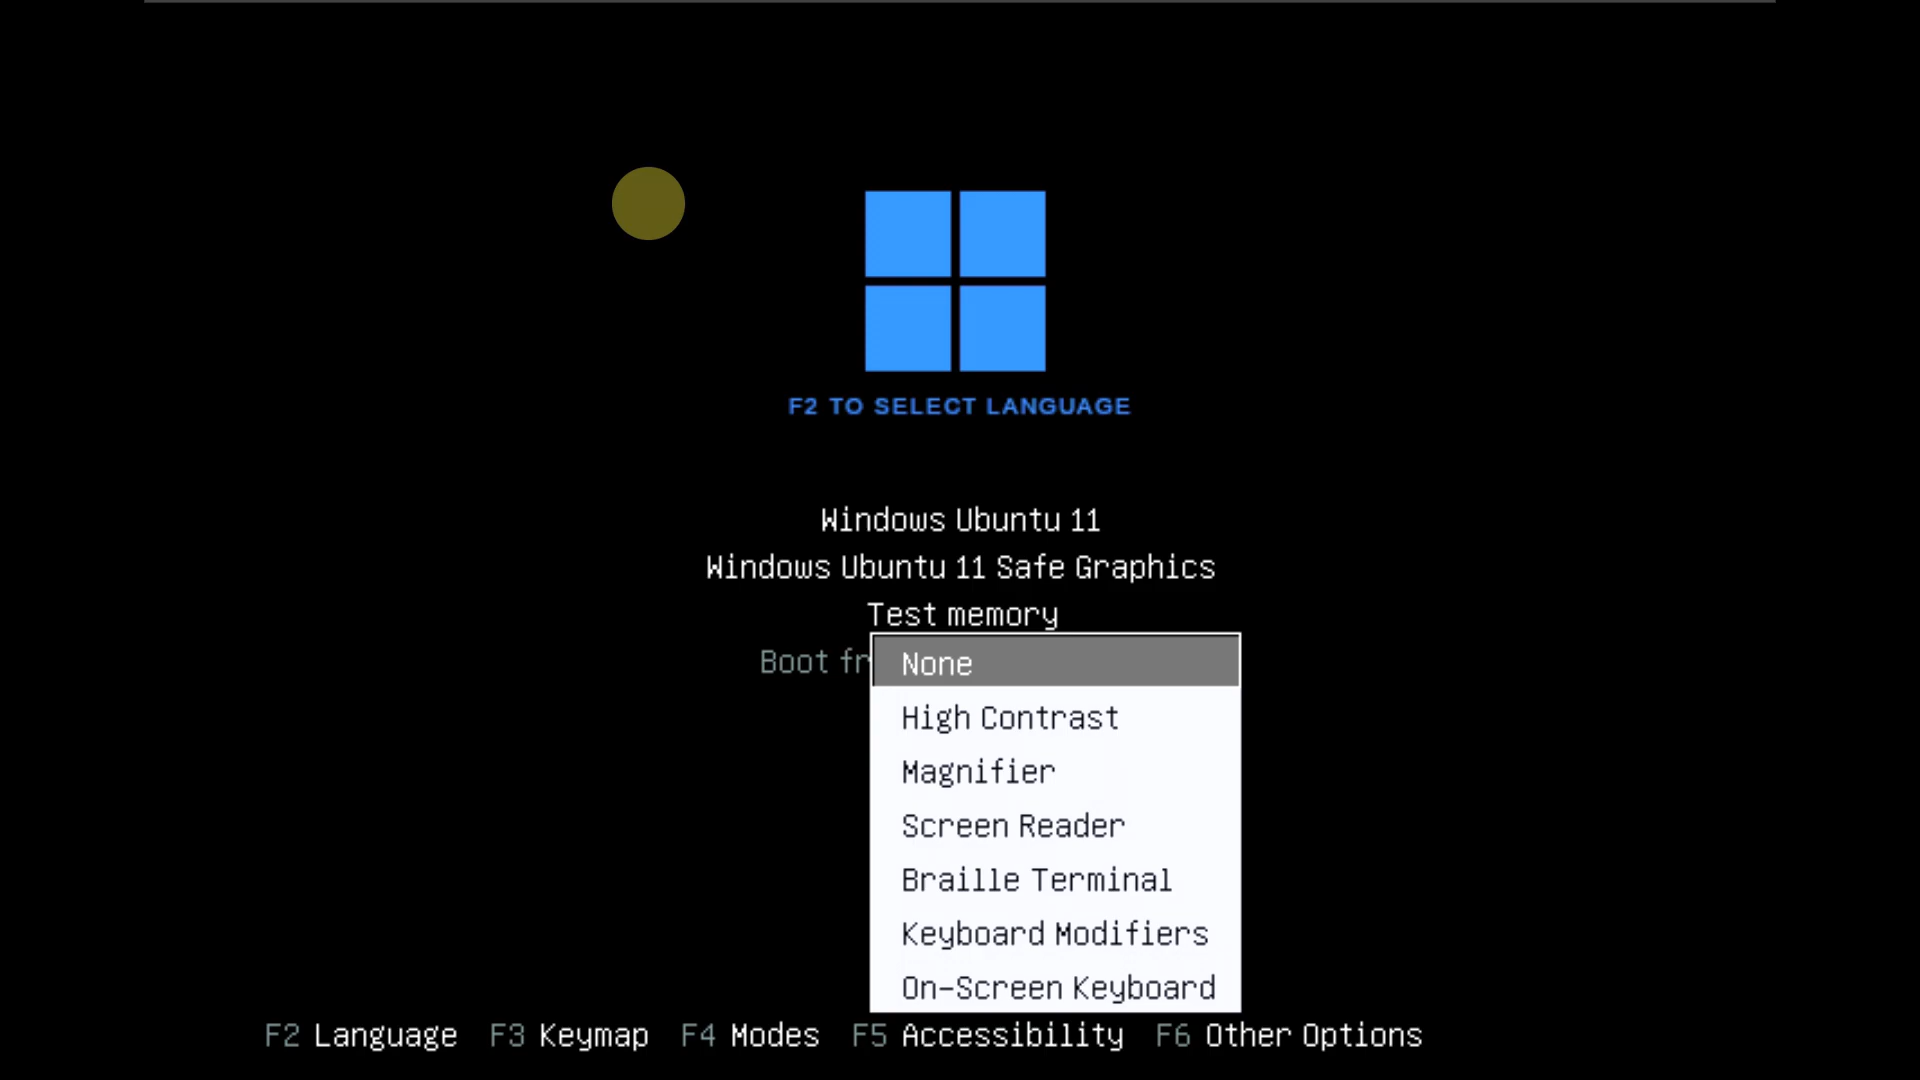 F2 TO SELECT LANGUAGE
Windows Ubuntu 11
Windows Ubuntu 11 Safe Graphics
Test memory
Boot
None
High Contrast
Magnifier
Screen Reader
Braille Terminal
Keyboard Modifiers
On-Screen Keyboard
F2 Language F3 Keymap F4 Modes F5 Accessibility F6 Other Options